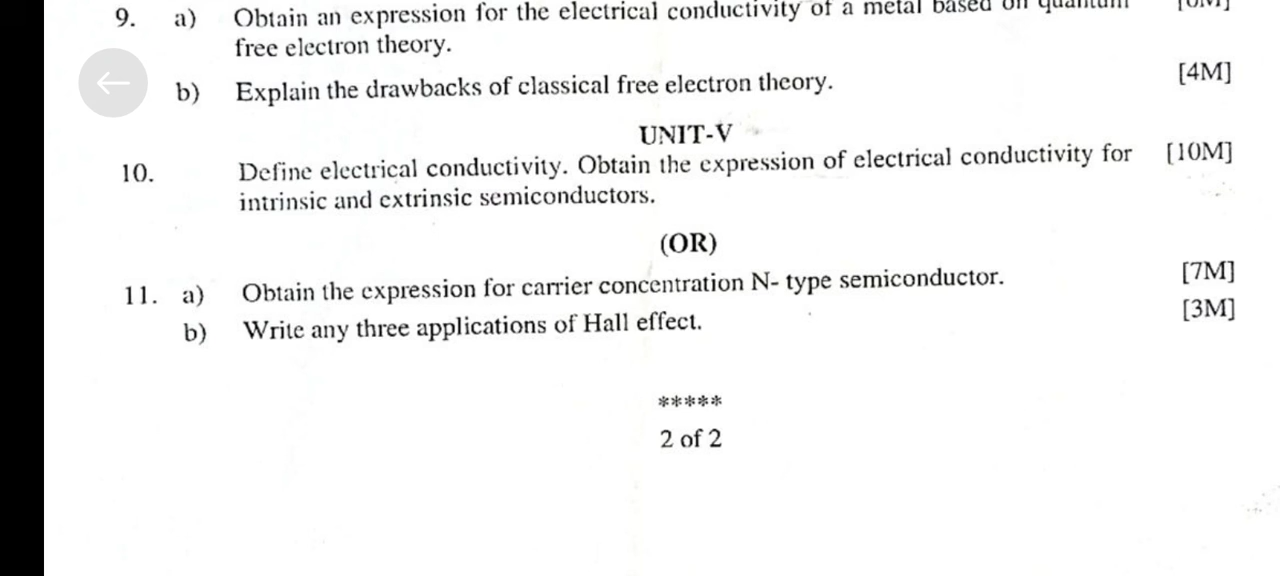 9. a) Obtain an expression for the electrical conductivity of a metal based on quantum [6M]
free electron theory.
b) Explain the drawbacks of classical free electron theory. [4M]
UNIT-V
10. Define electrical conductivity. Obtain the expression of electrical conductivity for [10M]
intrinsic and extrinsic semiconductors.
(OR)
11. a) Obtain the expression for carrier concentration N- type semiconductor. [7M]
b) Write any three applications of Hall effect. [3M]
*****
2 of 2